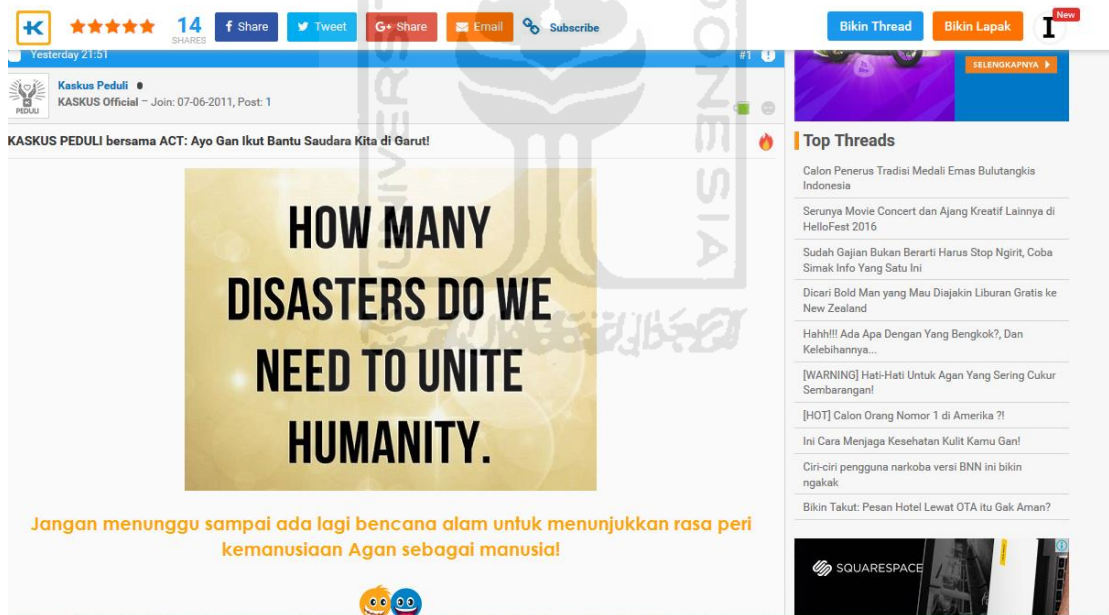 14
SHARES
Share
Tweet
G+ Share
Email
Subscribe
Bikin Thread
Bikin Lapak
New
Yesterday 21:51
#1
SELENGKAPNYA
PEDULI
Kaskus Peduli
KASKUS Official – Join: 07-06-2011, Post: 1
KASKUS PEDULI bersama ACT: Ayo Gan Ikut Bantu Saudara Kita di Garut!
HOW MANY
DISASTERS DO WE
NEED TO UNITE
HUMANITY.
Jangan menunggu sampai ada lagi bencana alam untuk menunjukkan rasa peri
kemanusiaan Agan sebagai manusia!
Top Threads
Calon Penerus Tradisi Medali Emas Bulutangkis
Indonesia
Serunya Movie Concert dan Ajang Kreatif Lainnya di
HelloFest 2016
Sudah Gajian Bukan Berarti Harus Stop Ngirit, Coba
Simak Info Yang Satu Ini
Dicari Bold Man yang Mau Diajakin Liburan Gratis ke
New Zealand
Hahh!!! Ada Apa Dengan Yang Bengkok?, Dan
Kelebihannya...
[WARNING] Hati-Hati Untuk Agan Yang Sering Cukur
Sembarangan!
[HOT] Calon Orang Nomor 1 di Amerika ?!
Ini Cara Menjaga Kesehatan Kulit Kamu Gan!
Ciri-ciri pengguna narkoba versi BNN ini bikin
ngakak
Bikin Takut: Pesan Hotel Lewat OTA itu Gak Aman?
SQUARESPACE